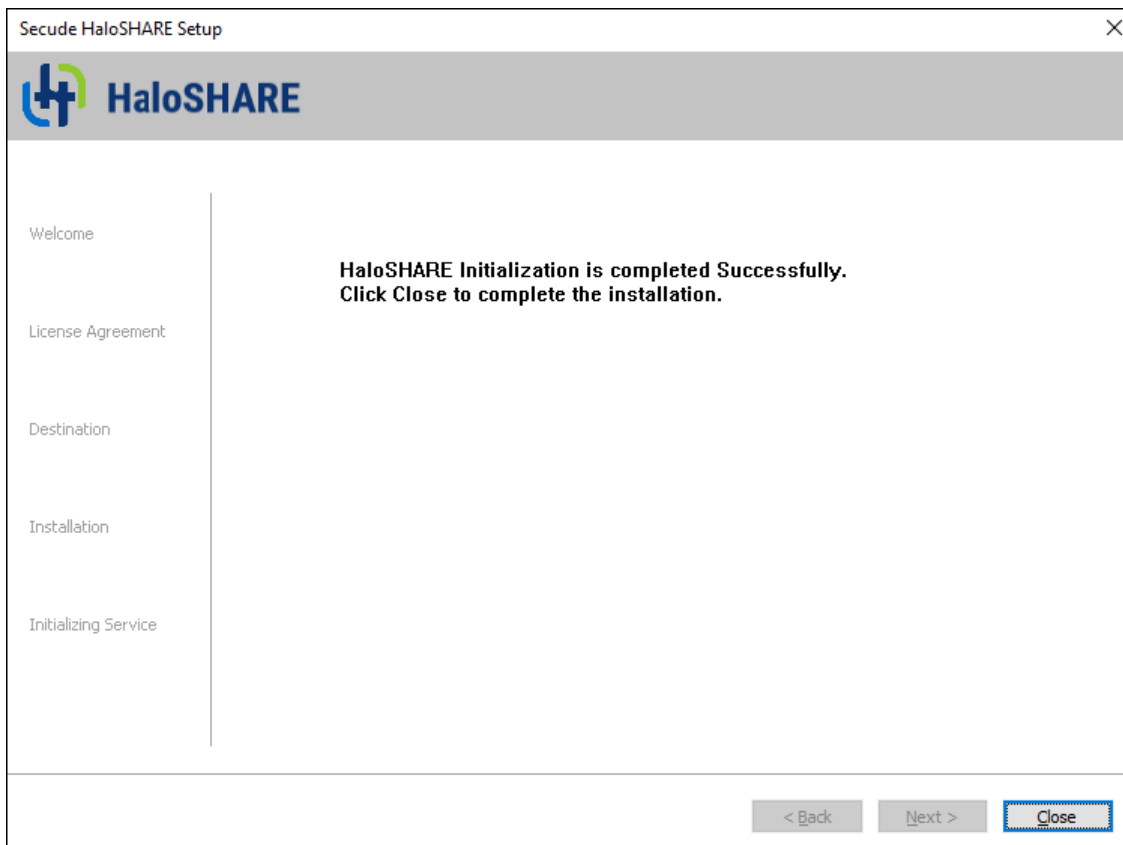 Secude HaloSHARE Setup
HaloSHARE
Welcome
License Agreement
Destination
Installation
Initializing Service
HaloSHARE Initialization is completed Successfully.
Click Close to complete the installation.
< Back
Next >
Close